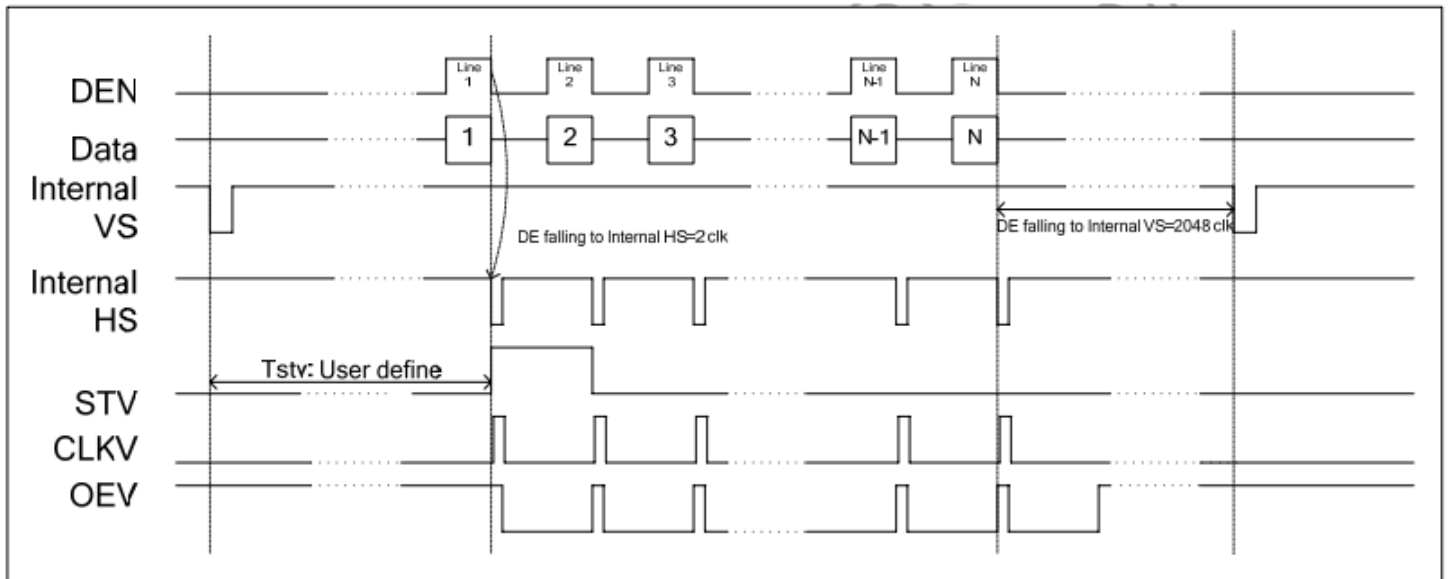 DEN
Line
1
Line
2
Line
3
Line
N-1
Line
N
Data
1
2
3
N-1
N
Internal
VS
DE falling to Internal HS=2 clk
DE falling to Internal VS=2048 clk
Internal
HS
Tstv: User define
STV
CLKV
OEV